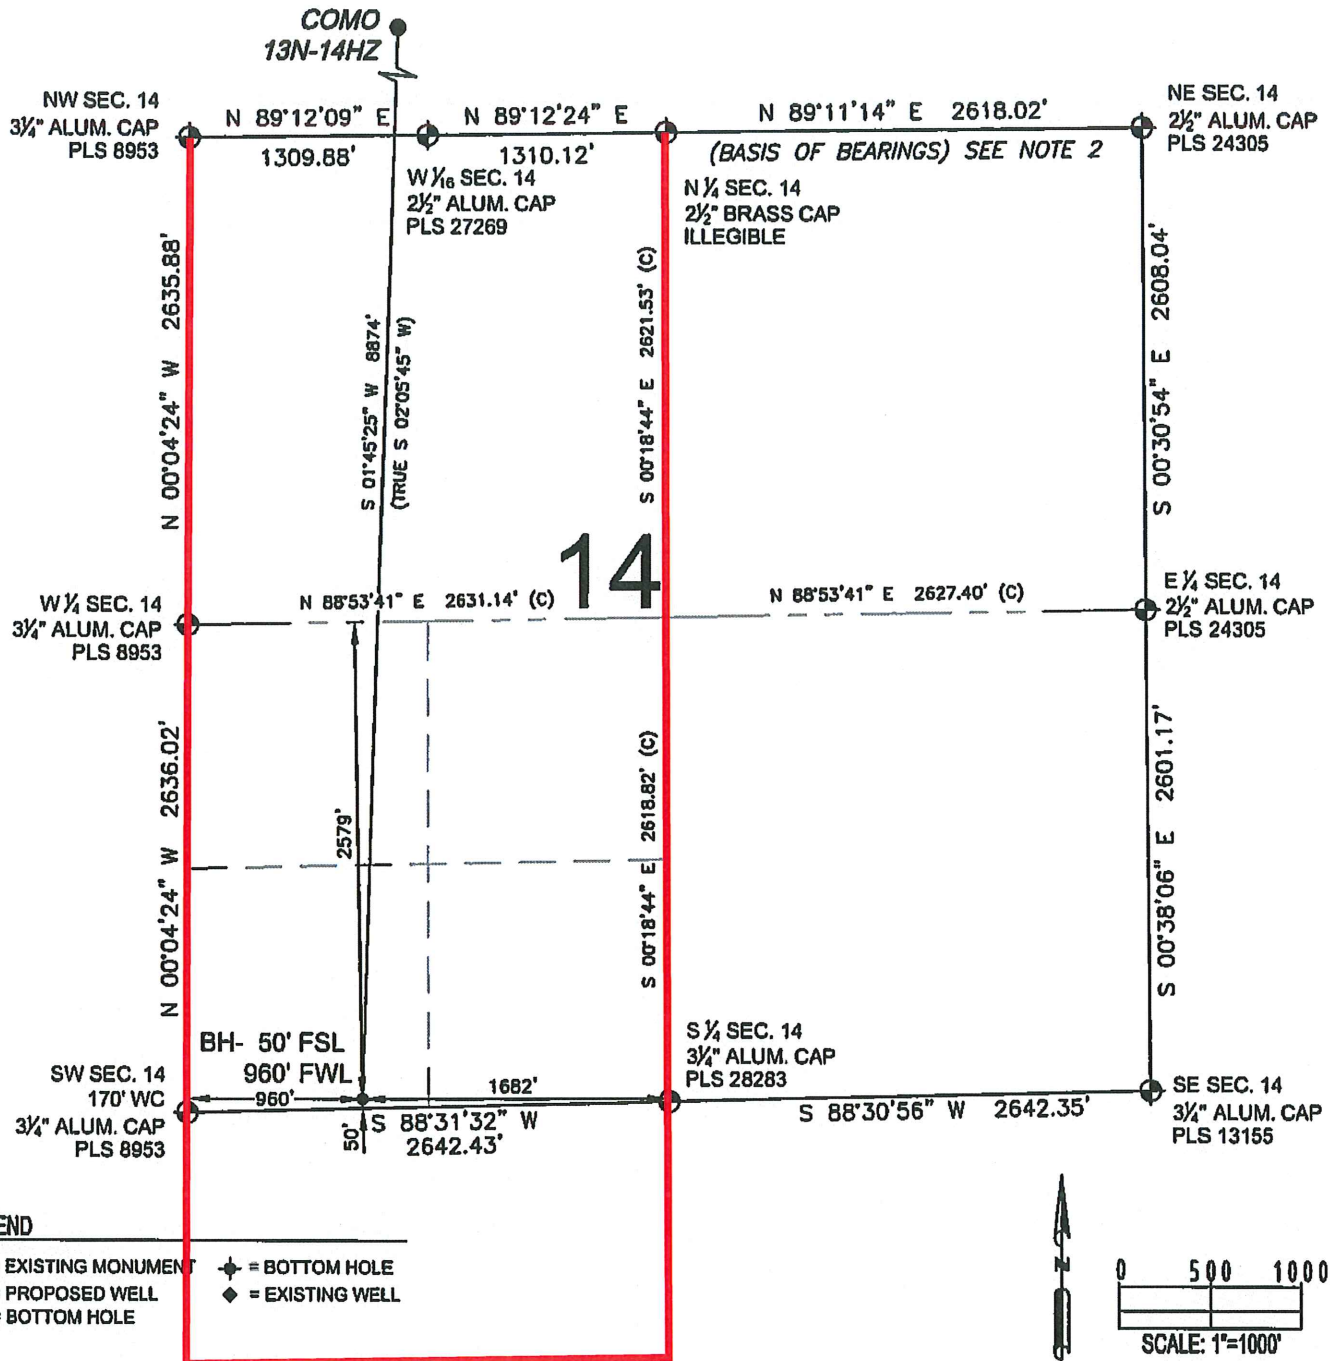 COMO
13N-14HZ
NW SEC. 14
3¼" ALUM. CAP
PLS 8953
N 89°12'09" E
1309.88'
N 89°12'24" E
1310.12'
N 89°11'14" E 2618.02'
(BASIS OF BEARINGS) SEE NOTE 2
NE SEC. 14
2½" ALUM. CAP
PLS 24305
W 1/16 SEC. 14
2½" ALUM. CAP
PLS 27269
N ¼ SEC. 14
2½" BRASS CAP
ILLEGIBLE
N 00°04'24" W 2635.88'
S 01°45'25" W 8874'
(TRUE S 02°05'45" W)
S 00°18'44" E 2621.53' (C)
S 00°30'54" E 2608.04'
14
W ¼ SEC. 14
3¼" ALUM. CAP
PLS 8953
N 88°53'41" E 2631.14' (C)
N 88°53'41" E 2627.40' (C)
E ¼ SEC. 14
2½" ALUM. CAP
PLS 24305
N 00°04'24" W 2636.02'
2579'
S 00°18'44" E 2618.82' (C)
S 00°38'06" E 2601.17'
BH- 50' FSL
960' FWL
SW SEC. 14
170' WC
3¼" ALUM. CAP
PLS 8953
960'
1682'
50'
S 88°31'32" W
2642.43'
S ¼ SEC. 14
3¼" ALUM. CAP
PLS 28283
S 88°30'56" W 2642.35'
SE SEC. 14
3¼" ALUM. CAP
PLS 13155
END
EXISTING MONUMENT = BOTTOM HOLE
PROPOSED WELL = EXISTING WELL
= BOTTOM HOLE
N
0 500 1000
SCALE: 1"=1000'